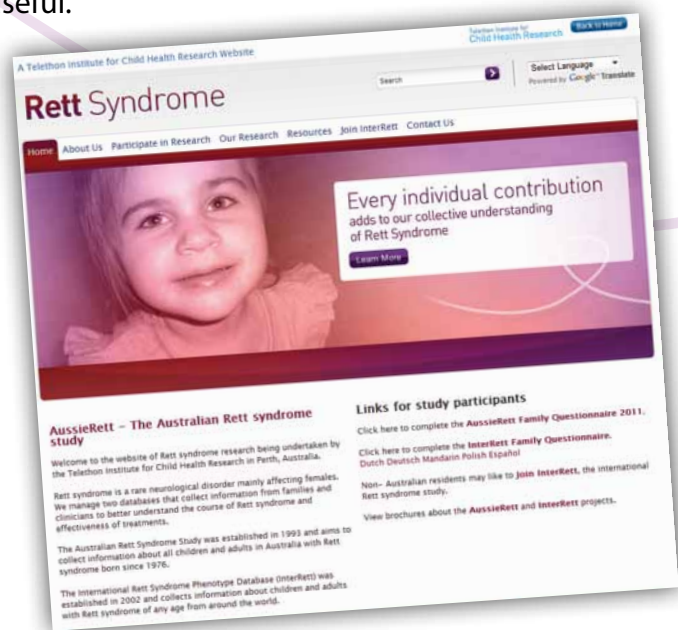 seful.
A Telethon Institute for Child Health Research Website
Telethon Institute for
Child Health Research
Back to Home
Rett Syndrome
Search
Select Language
Powered by Google™ Translate
Home About Us Participate in Research Our Research Resources Join InterRett Contact Us
Every individual contribution
adds to our collective understanding
of Rett Syndrome
Learn More
AussieRett – The Australian Rett syndrome
study
Welcome to the website of Rett syndrome research being undertaken by
the Telethon Institute for Child Health Research in Perth, Australia.
Rett syndrome is a rare neurological disorder mainly affecting females.
We manage two databases that collect information from families and
clinicians to better understand the course of Rett syndrome and
effectiveness of treatments.
The Australian Rett Syndrome Study was established in 1993 and aims to
collect information about all children and adults in Australia with Rett
syndrome born since 1976.
The International Rett Syndrome Phenotype Database (InterRett) was
established in 2002 and collects information about children and adults
with Rett syndrome of any age from around the world.
Links for study participants
Click here to complete the AussieRett Family Questionnaire 2011.
Click here to complete the InterRett Family Questionnaire.
Dutch Deutsch Mandarin Polish Español
Non- Australian residents may like to Join InterRett, the international
Rett syndrome study.
View brochures about the AussieRett and InterRett projects.